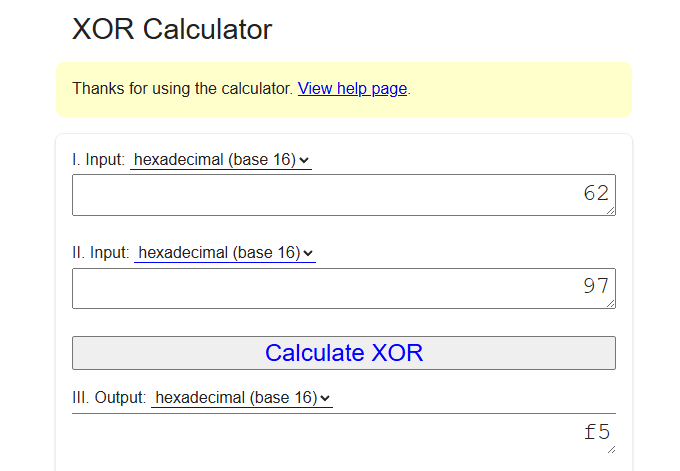 XOR Calculator
Thanks for using the calculator. View help page.
I. Input: hexadecimal (base 16)
62
II. Input: hexadecimal (base 16)
97
Calculate XOR
III. Output: hexadecimal (base 16)
f5